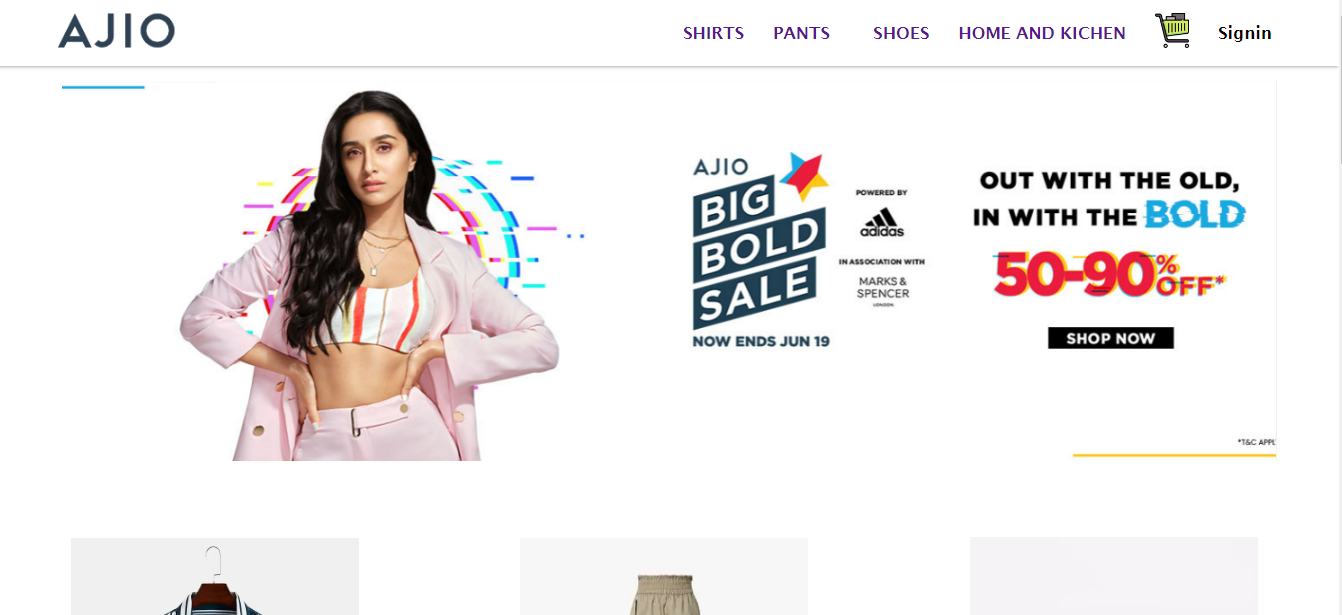 AJIO
SHIRTS PANTS SHOES HOME AND KICHEN Signin
AJIO
BIG
BOLD
SALE
NOW ENDS JUN 19
POWERED BY
adidas
IN ASSOCIATION WITH
MARKS &
SPENCER
LONDON
OUT WITH THE OLD,
IN WITH THE BOLD
50-90% OFF*
SHOP NOW
*T&C APPL